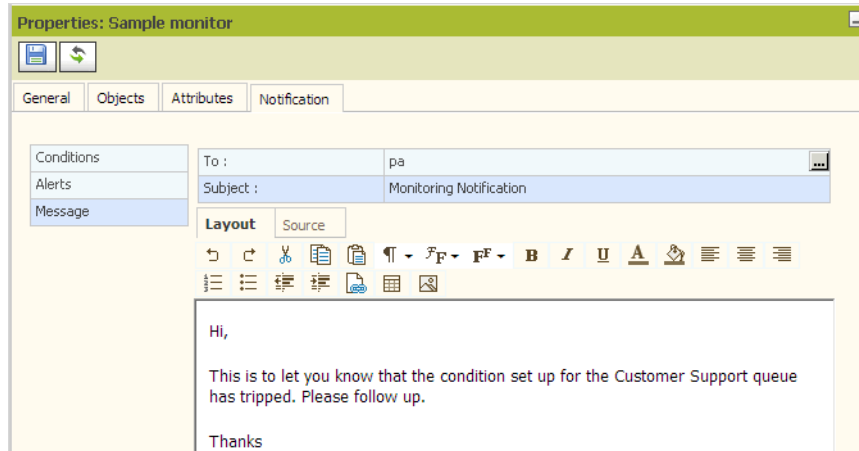 Properties: Sample monitor
General Objects Attributes Notification
Conditions
Alerts
Message
To : pa ...
Subject : Monitoring Notification
Layout Source
Hi,
This is to let you know that the condition set up for the Customer Support queue
has tripped. Please follow up.
Thanks